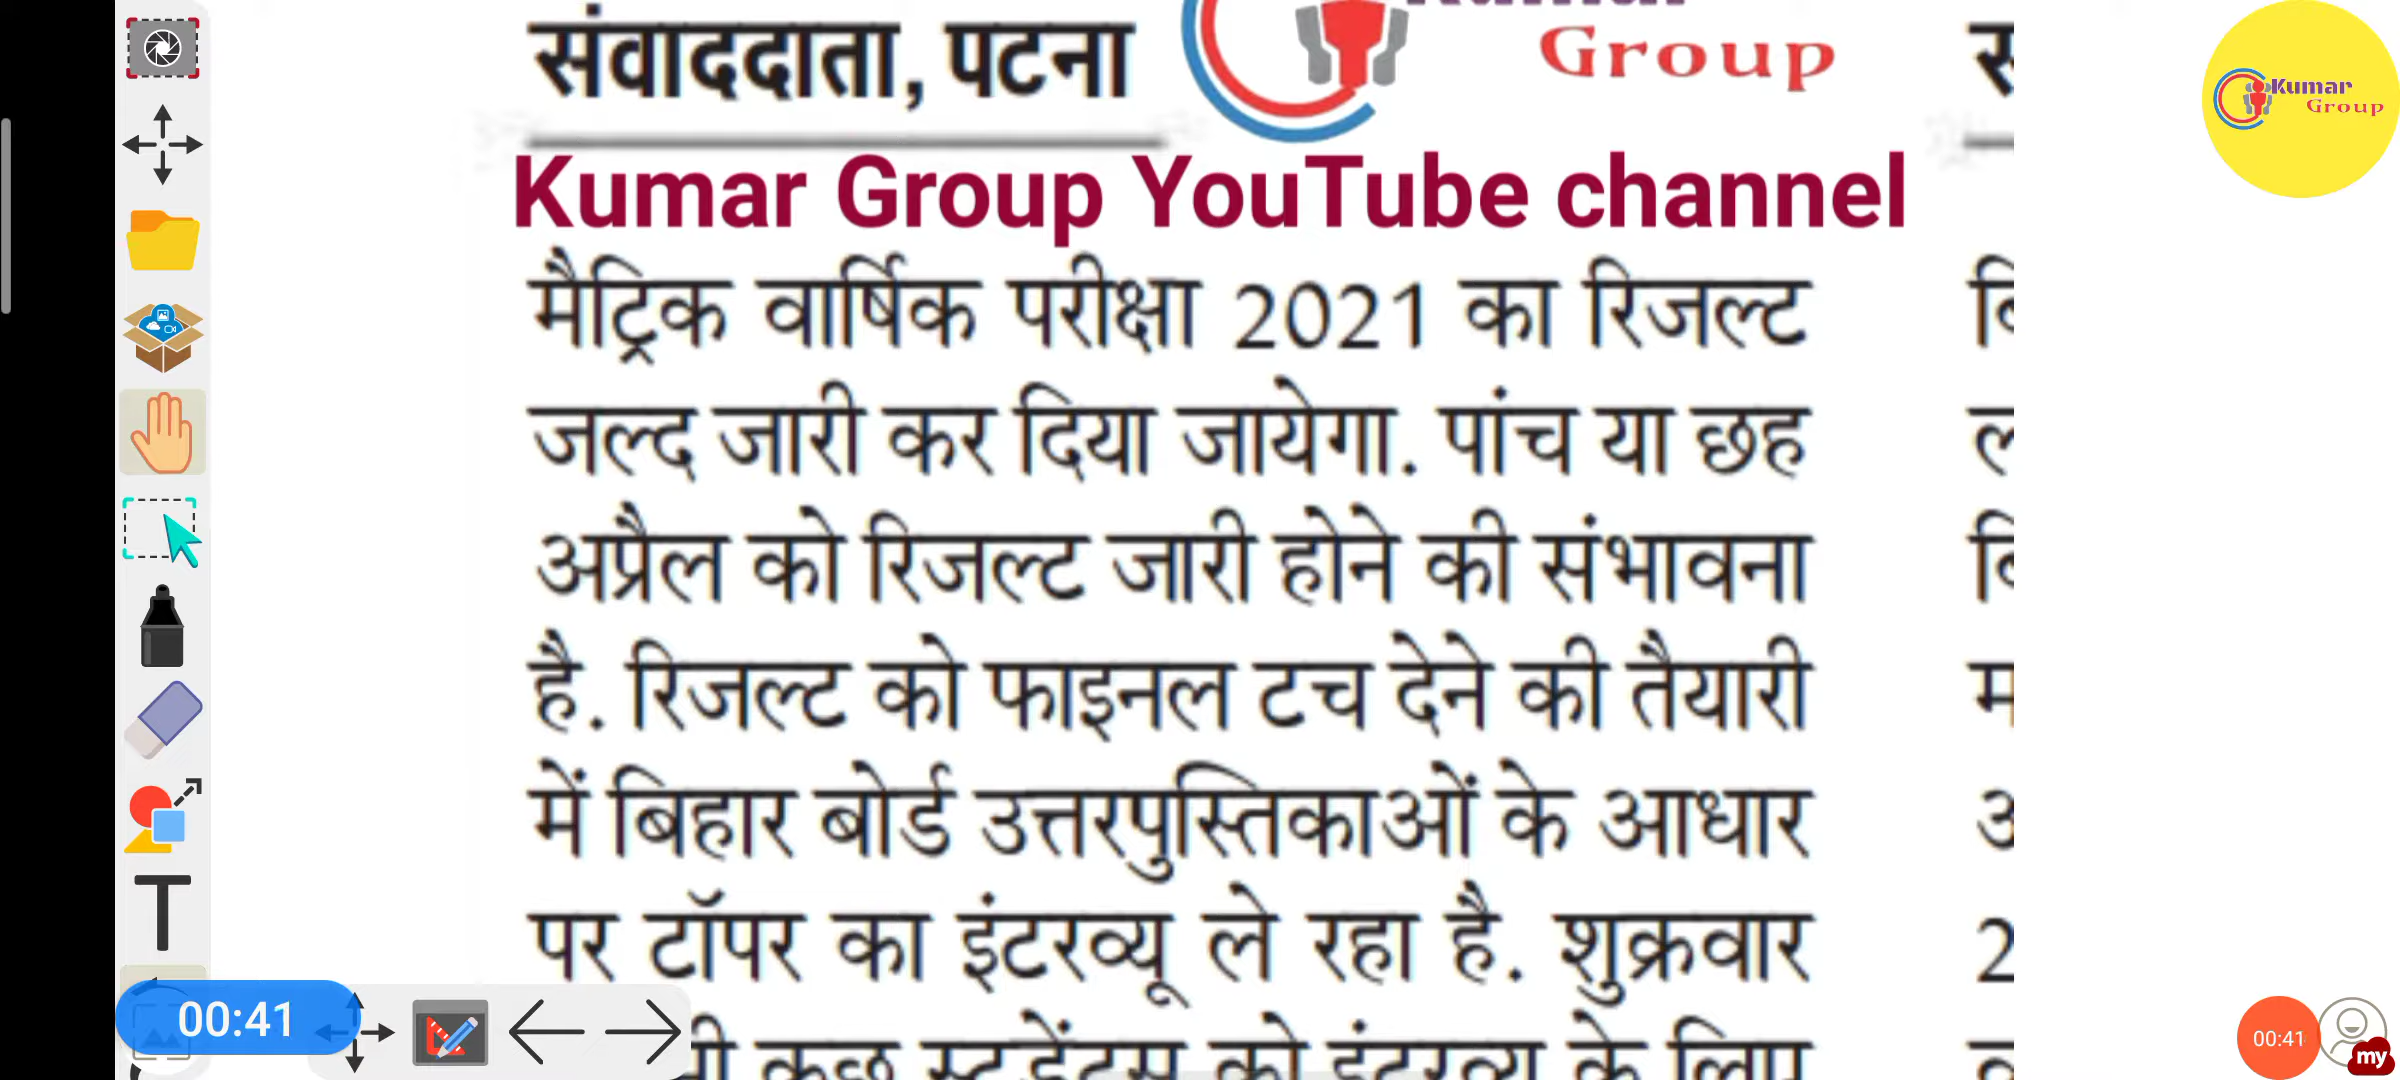 संवाददाता, पटना
Group
Kumar
Group
Kumar Group YouTube channel
मैट्रिक वार्षिक परीक्षा 2021 का रिजल्ट
जल्द जारी कर दिया जायेगा. पांच या छह
अप्रैल को रिजल्ट जारी होने की संभावना
है. रिजल्ट को फाइनल टच देने की तैयारी
में बिहार बोर्ड उत्तरपुस्तिकाओं के आधार
पर टॉपर का इंटरव्यू ले रहा है. शुक्रवार
कुछ स्टूडेंट्स को इंटरव्यू के लिए
00:41
00:41
my